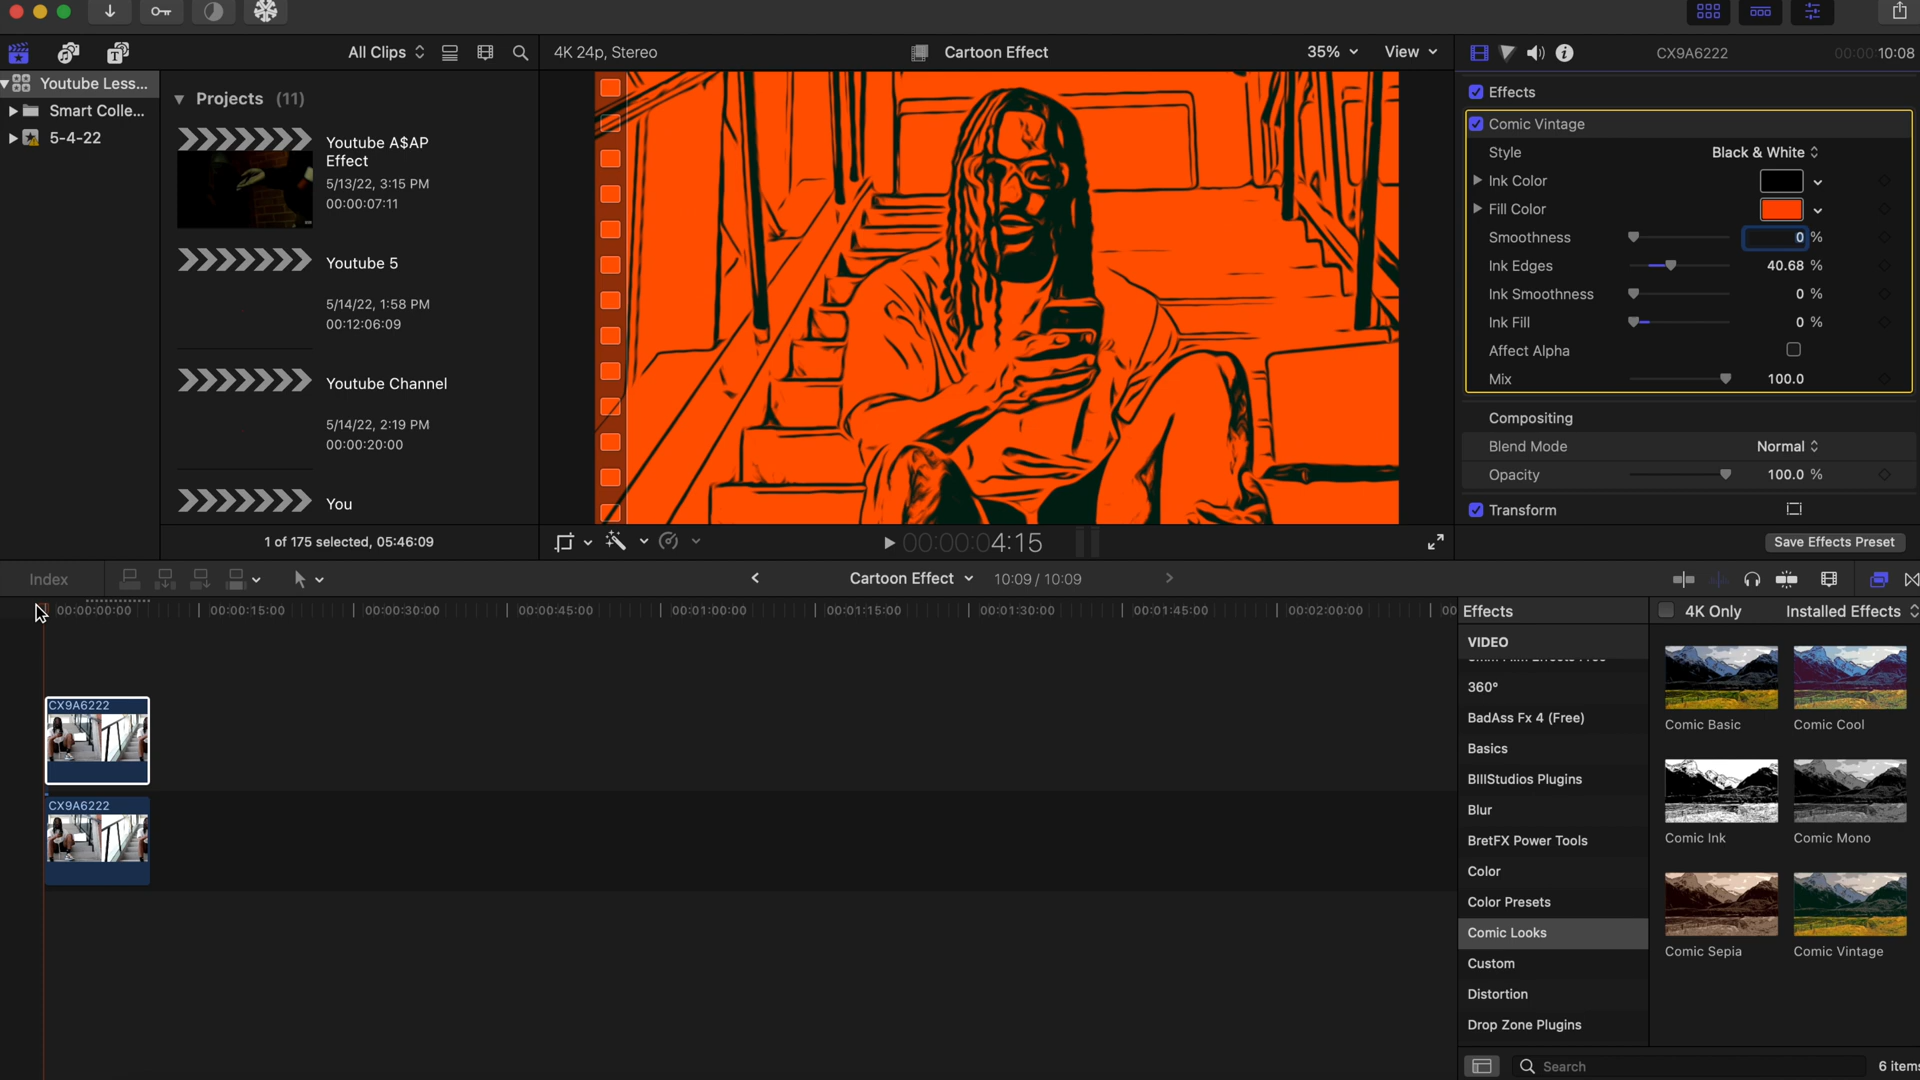 All Clips
4K 24p, Stereo
Cartoon Effect
35%
View
CX9A6222
00:00:10:08
Youtube Less...
Smart Colle...
5-4-22
Projects (11)
Youtube A$AP
Effect
5/13/22, 3:15 PM
00:00:07:11
Youtube 5
5/14/22, 1:58 PM
00:12:06:09
Youtube Channel
5/14/22, 2:19 PM
00:00:20:00
You
1 of 175 selected, 05:46:09
Effects
Comic Vintage
Style
Black & White
Ink Color
Fill Color
Smoothness
0 %
Ink Edges
40.68 %
Ink Smoothness
0 %
Ink Fill
0 %
Affect Alpha
Mix
100.0
Compositing
Blend Mode
Normal
Opacity
100.0 %
Transform
Save Effects Preset
00:00:04:15
Index
Cartoon Effect
10:09 / 10:09
00:00:00:00
00:00:15:00
00:00:30:00
00:00:45:00
00:01:00:00
00:01:15:00
00:01:30:00
00:01:45:00
00:02:00:00
00
CX9A6222
CX9A6222
Effects
4K Only
Installed Effects
VIDEO
360°
BadAss Fx 4 (Free)
Basics
BIIIStudios Plugins
Blur
BretFX Power Tools
Color
Color Presets
Comic Looks
Custom
Distortion
Drop Zone Plugins
Comic Basic
Comic Cool
Comic Ink
Comic Mono
Comic Sepia
Comic Vintage
Search
6 items